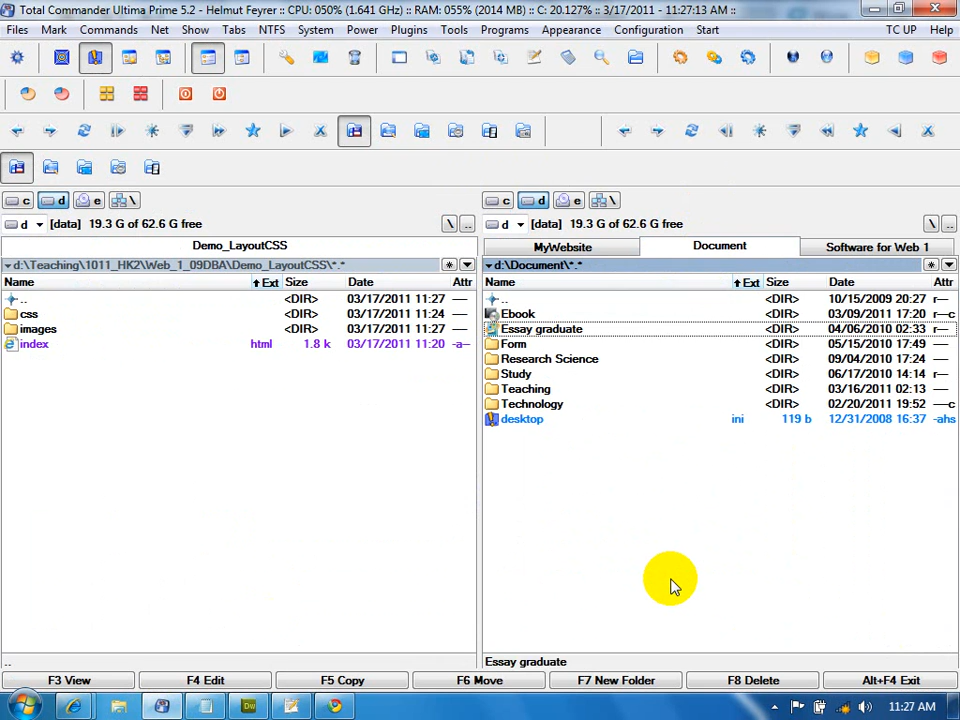 Total Commander Ultima Prime 5.2 - Helmut Feyrer :: CPU: 050% (1.641 GHz) :: RAM: 055% (2014 MB) :: C: 20.127% :: 3/17/2011 - 11:27:13 AM ::
Files Mark Commands Net Show Tabs NTFS System Power Plugins Tools Programs Appearance Configuration Start TC UP Help
c d e \ c d e \
d [data] 19.3 G of 62.6 G free \ .. d [data] 19.3 G of 62.6 G free \ ..
Demo_LayoutCSS MyWebsite Document Software for Web 1
d:\Teaching\1011_HK2\Web_1_09DBA\Demo_LayoutCSS\*.* * d:\Document\*.* *
Name Ext Size Date Attr Name Ext Size Date Attr
.. <DIR> 03/17/2011 11:27 — .. <DIR> 10/15/2009 20:27 r—
css <DIR> 03/17/2011 11:24 — Ebook <DIR> 03/09/2011 17:20 r—c
images <DIR> 03/17/2011 11:27 — Essay graduate <DIR> 04/06/2010 02:33 r—
index html 1.8 k 03/17/2011 11:20 -a-- Form <DIR> 05/15/2010 17:49 r—
Research Science <DIR> 09/04/2010 17:24 r—
Study <DIR> 06/17/2010 14:14 r—
Teaching <DIR> 03/16/2011 02:13 r—
Technology <DIR> 02/20/2011 19:52 —c
desktop ini 119 b 12/31/2008 16:37 -ahs
.. Essay graduate
F3 View F4 Edit F5 Copy F6 Move F7 New Folder F8 Delete Alt+F4 Exit
Dw 11:27 AM